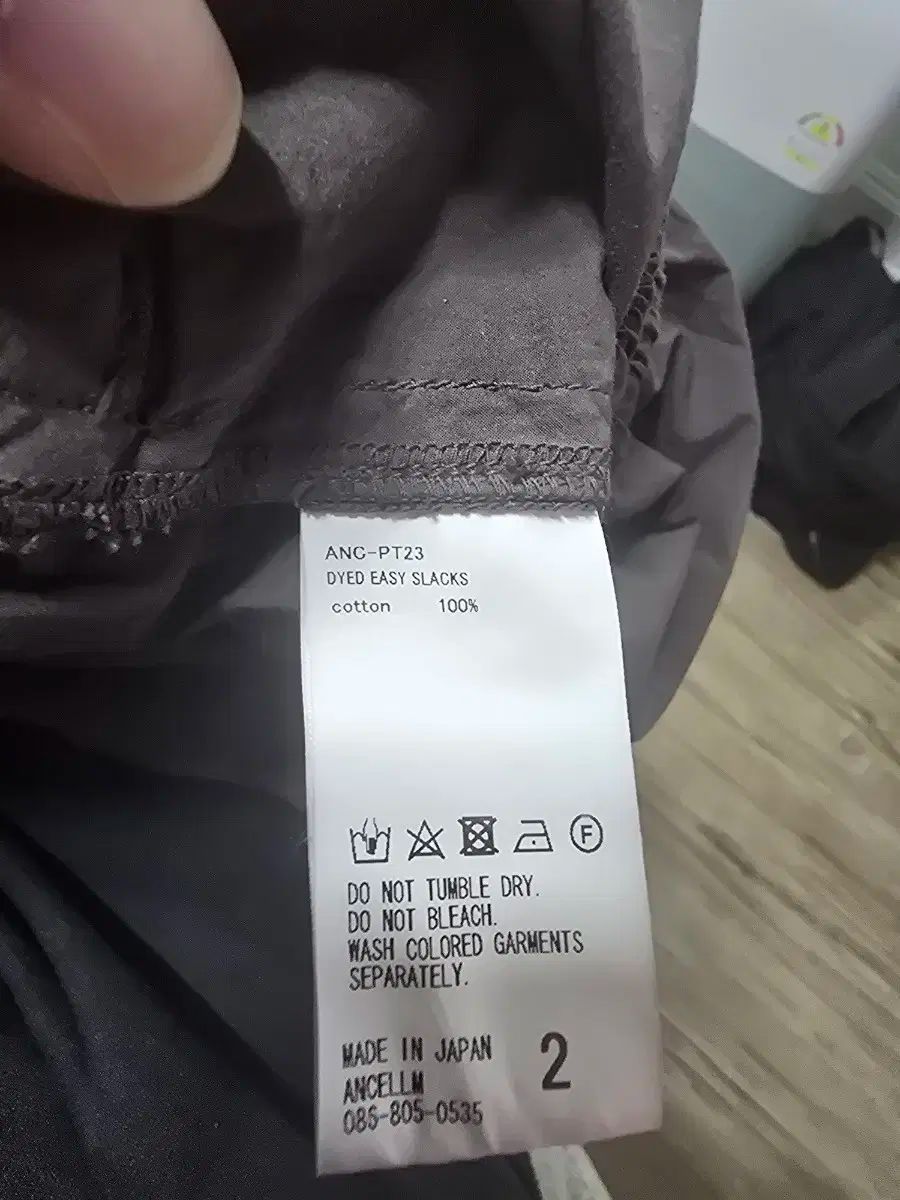 ANC-PT23
DYED EASY SLACKS
cotton 100%
F
DO NOT TUMBLE DRY.
DO NOT BLEACH.
WASH COLORED GARMENTS
SEPARATELY.
MADE IN JAPAN 2
ANCELLM
086-805-0535